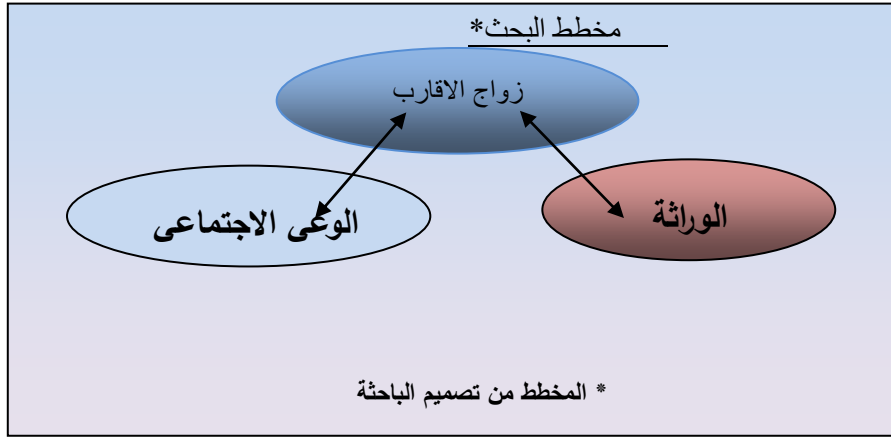 مخطط البحث*
زواج الاقارب
الوراثة
الوعى الاجتماعى
* المخطط من تصميم الباحثة